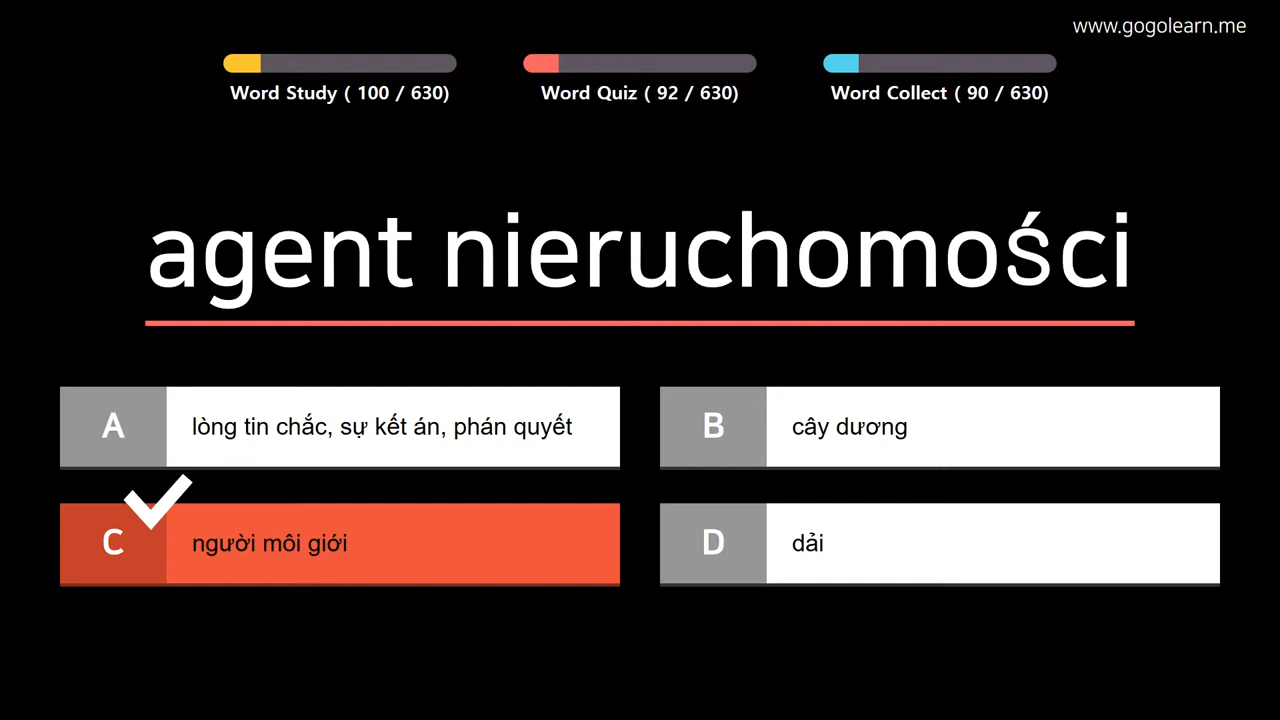 www.gogolearn.me
Word Study ( 100 / 630)
Word Quiz ( 92 / 630)
Word Collect ( 90 / 630)
agent nieruchomości
A
lòng tin chắc, sự kết án, phán quyết
B
cây dương
C
người môi giới
D
dải